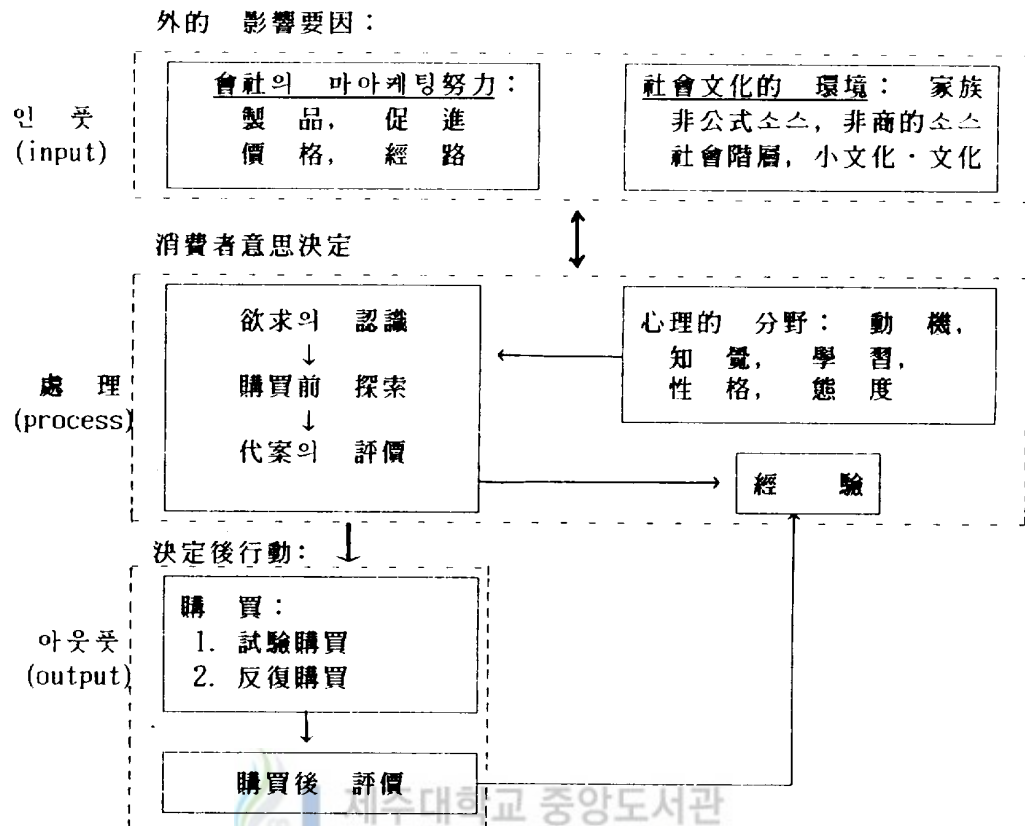 外的 影響要因:
인 풋
(input)
會社의 마아케팅努力:
製 品, 促 進
價 格, 經 路
社會文化的 環境: 家族
非公式소스, 非商的소스
社會階層, 小文化·文化
消費者意思決定
處 理
(process)
欲求의 認識
↓
購買前 探索
↓
代案의 評價
心理的 分野: 動 機,
知 覺, 學 習,
性 格, 態 度
經 驗
決定後行動:
아웃풋
(output)
購 買:
1. 試驗購買
2. 反復購買
購買後 評價
제주대학교 중앙도서관